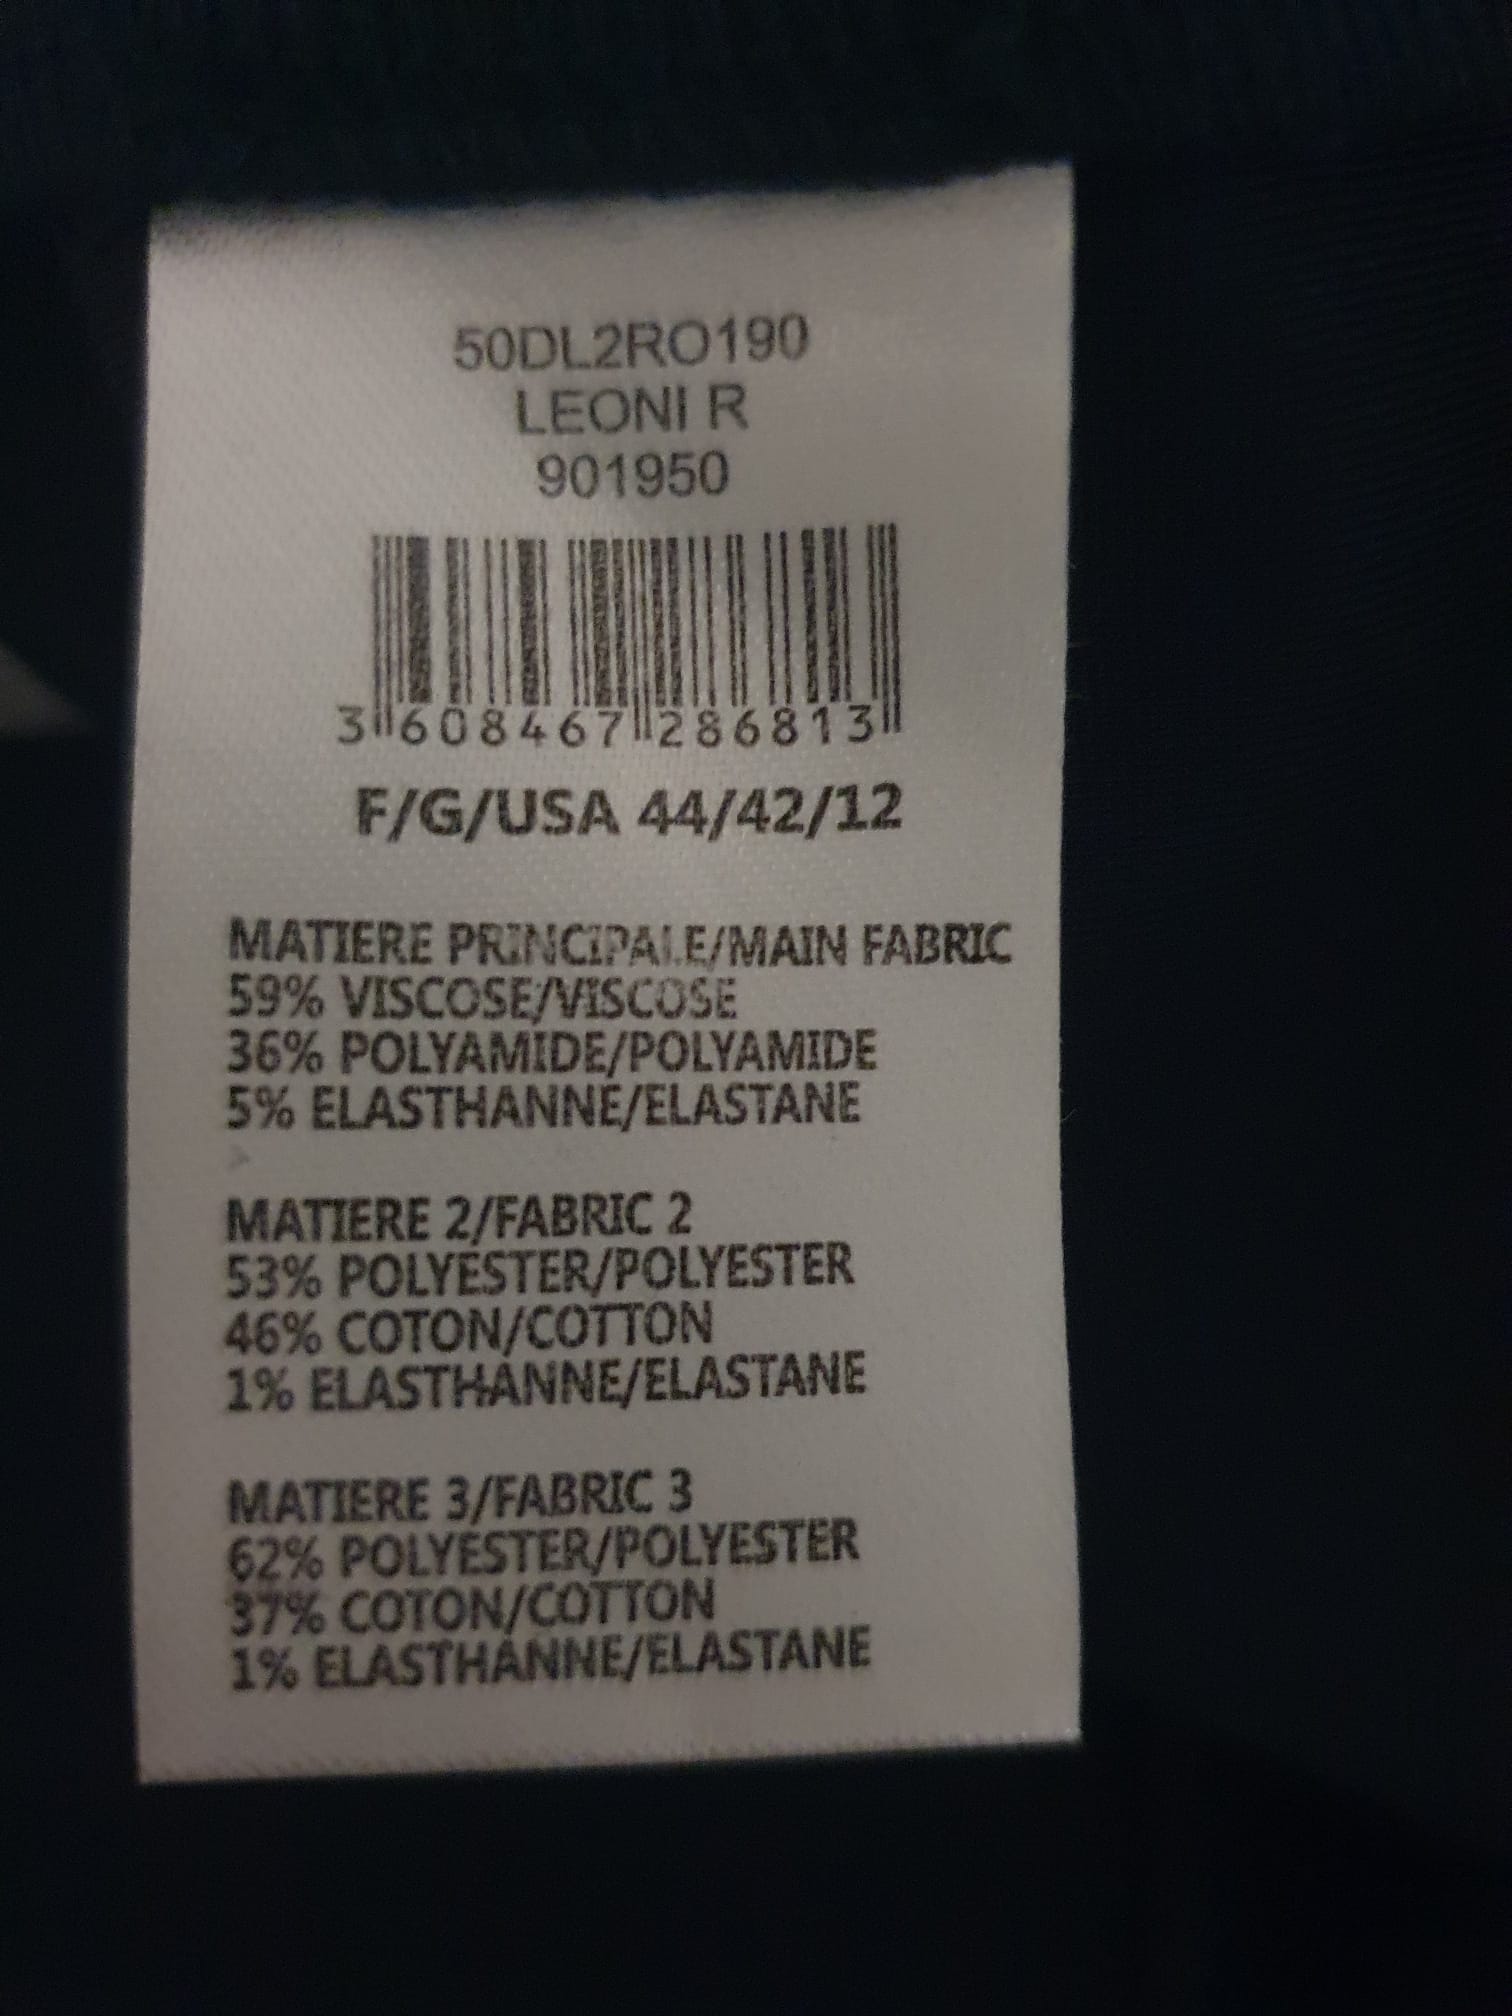 50DL2RO190
LEONI R
901950
3 608467 286813
F/G/USA 44/42/12
MATIERE PRINCIPALE/MAIN FABRIC
59% VISCOSE/VISCOSE
36% POLYAMIDE/POLYAMIDE
5% ELASTHANNE/ELASTANE
MATIERE 2/FABRIC 2
53% POLYESTER/POLYESTER
46% COTON/COTTON
1% ELASTHANNE/ELASTANE
MATIERE 3/FABRIC 3
62% POLYESTER/POLYESTER
37% COTON/COTTON
1% ELASTHANNE/ELASTANE